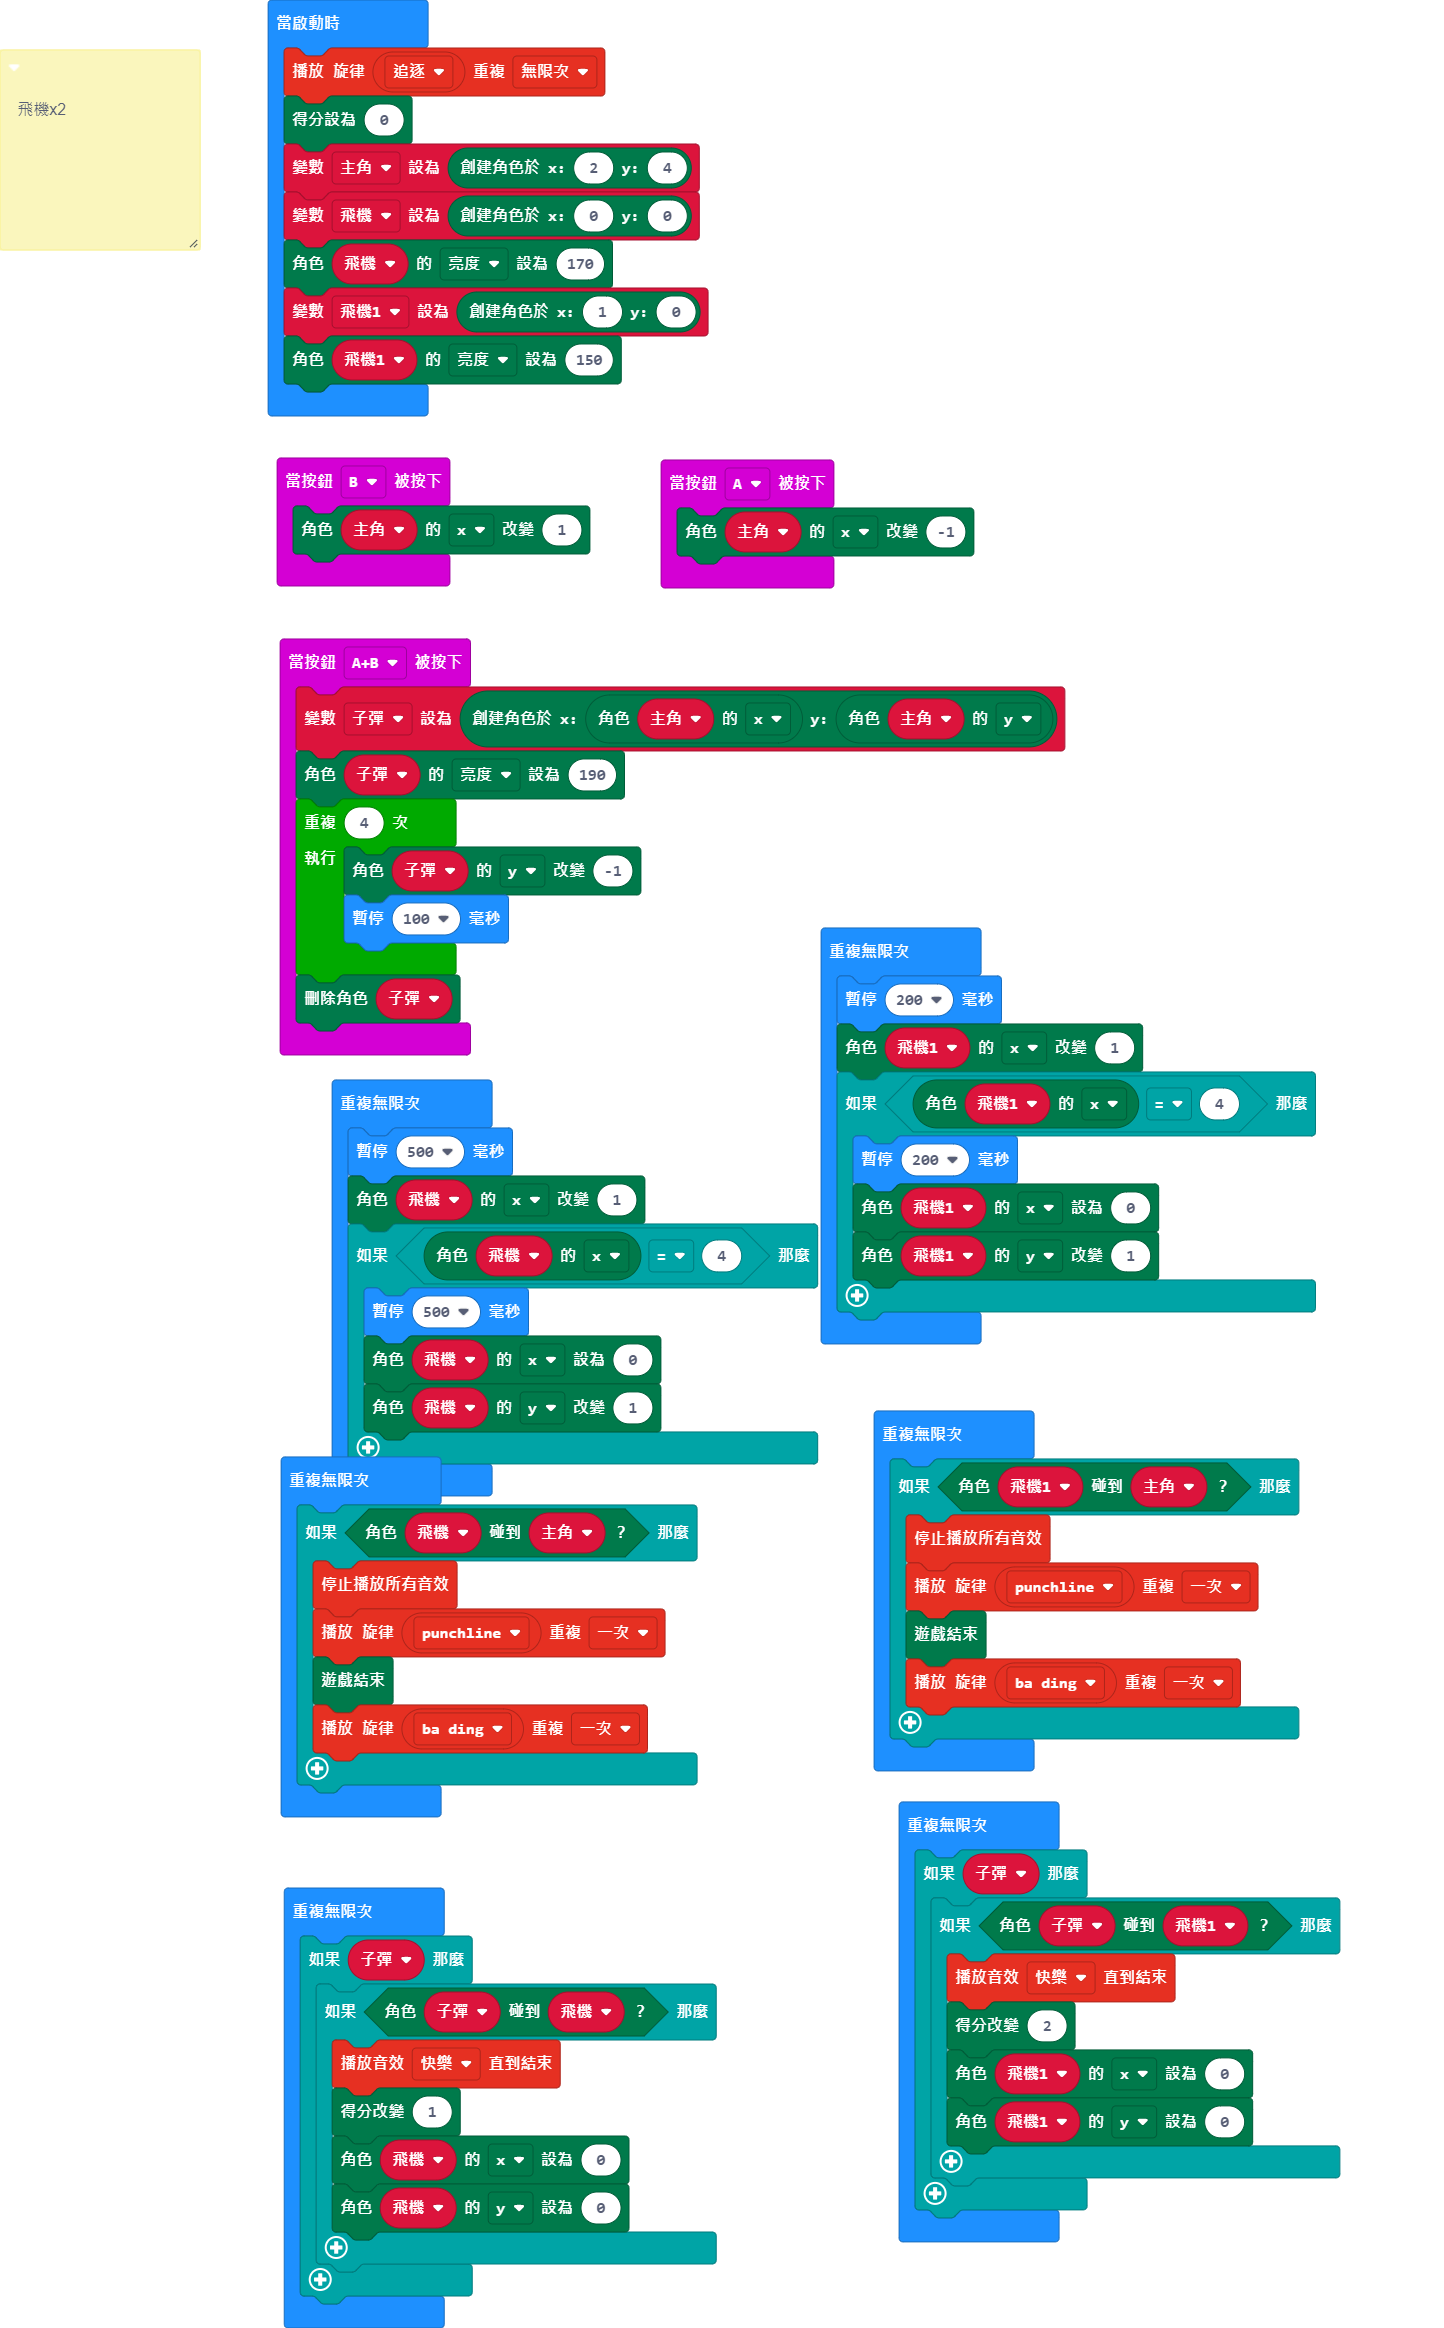 飛機x2
當啟動時
播放 旋律 追逐 重複 無限次
得分設為 0
變數 主角 設為 創建角色於 x: 2 y: 4
變數 飛機 設為 創建角色於 x: 0 y: 0
角色 飛機 的 亮度 設為 170
變數 飛機1 設為 創建角色於 x: 1 y: 0
角色 飛機1 的 亮度 設為 150
當按鈕 B 被按下
角色 主角 的 x 改變 1
當按鈕 A 被按下
角色 主角 的 x 改變 -1
當按鈕 A+B 被按下
變數 子彈 設為 創建角色於 x: 角色 主角 的 x y: 角色 主角 的 y
角色 子彈 的 亮度 設為 190
重複 4 次
執行
角色 子彈 的 y 改變 -1
暫停 100 毫秒
刪除角色 子彈
重複無限次
暫停 200 毫秒
角色 飛機1 的 x 改變 1
如果 角色 飛機1 的 x = 4 那麼
暫停 200 毫秒
角色 飛機1 的 x 設為 0
角色 飛機1 的 y 改變 1
重複無限次
暫停 500 毫秒
角色 飛機 的 x 改變 1
如果 角色 飛機 的 x = 4 那麼
暫停 500 毫秒
角色 飛機 的 x 設為 0
角色 飛機 的 y 改變 1
重複無限次
如果 角色 飛機 碰到 主角 ? 那麼
停止播放所有音效
播放 旋律 punchline 重複 一次
遊戲結束
播放 旋律 ba ding 重複 一次
重複無限次
如果 角色 飛機1 碰到 主角 ? 那麼
停止播放所有音效
播放 旋律 punchline 重複 一次
遊戲結束
播放 旋律 ba ding 重複 一次
重複無限次
如果 子彈 那麼
如果 角色 子彈 碰到 飛機 ? 那麼
播放音效 快樂 直到結束
得分改變 1
角色 飛機 的 x 設為 0
角色 飛機 的 y 設為 0
重複無限次
如果 子彈 那麼
如果 角色 子彈 碰到 飛機1 ? 那麼
播放音效 快樂 直到結束
得分改變 2
角色 飛機1 的 x 設為 0
角色 飛機1 的 y 設為 0